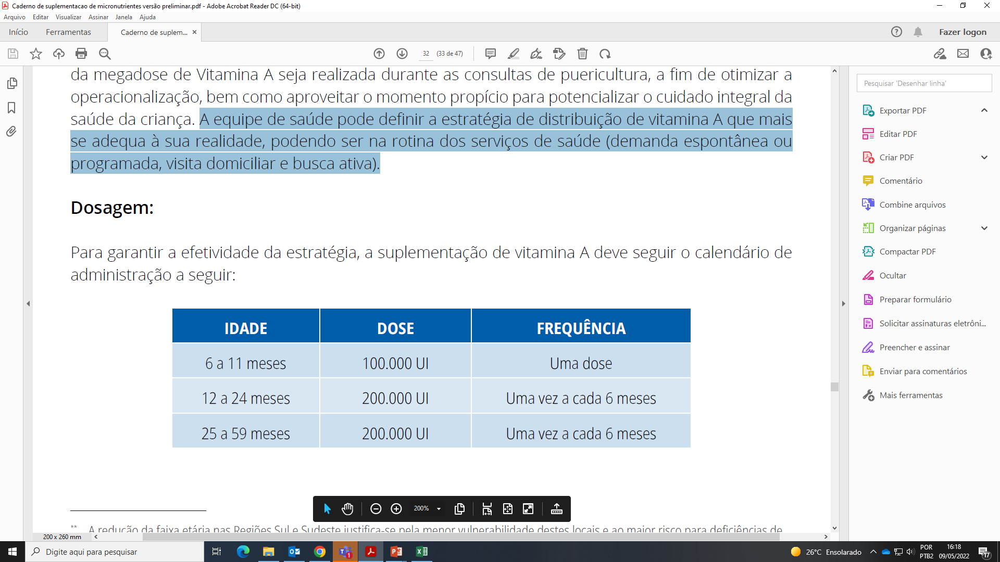 Caderno de suplementacao de micronutrientes versão preliminar.pdf - Adobe Acrobat Reader DC (64-bit)
Arquivo Editar Visualizar Assinar Janela Ajuda
Início Ferramentas Caderno de suplem... × Fazer logon
32 (33 de 47)
da megadose de Vitamina A seja realizada durante as consultas de puericultura, a fim de otimizar a
operacionalização, bem como aproveitar o momento propício para potencializar o cuidado integral da
saúde da criança. A equipe de saúde pode definir a estratégia de distribuição de vitamina A que mais
se adequa à sua realidade, podendo ser na rotina dos serviços de saúde (demanda espontânea ou
programada, visita domiciliar e busca ativa).
Dosagem:
Para garantir a efetividade da estratégia, a suplementação de vitamina A deve seguir o calendário de
administração a seguir:
IDADE DOSE FREQUÊNCIA
6 a 11 meses 100.000 UI Uma dose
12 a 24 meses 200.000 UI Uma vez a cada 6 meses
25 a 59 meses 200.000 UI Uma vez a cada 6 meses
200%
** A redução da faixa etária nas Regiões Sul e Sudeste justifica-se pela menor vulnerabilidade destes locais e ao maior risco para deficiências de
200 x 260 mm
Pesquisar 'Desenhar linha'
Exportar PDF
Editar PDF
Criar PDF
Comentário
Combine arquivos
Organizar páginas
Compactar PDF
Ocultar
Preparar formulário
Solicitar assinaturas eletrôni...
Preencher e assinar
Enviar para comentários
Mais ferramentas
Digite aqui para pesquisar
1
26°C Ensolarado
POR
PTB2
16:18
09/05/2022
17